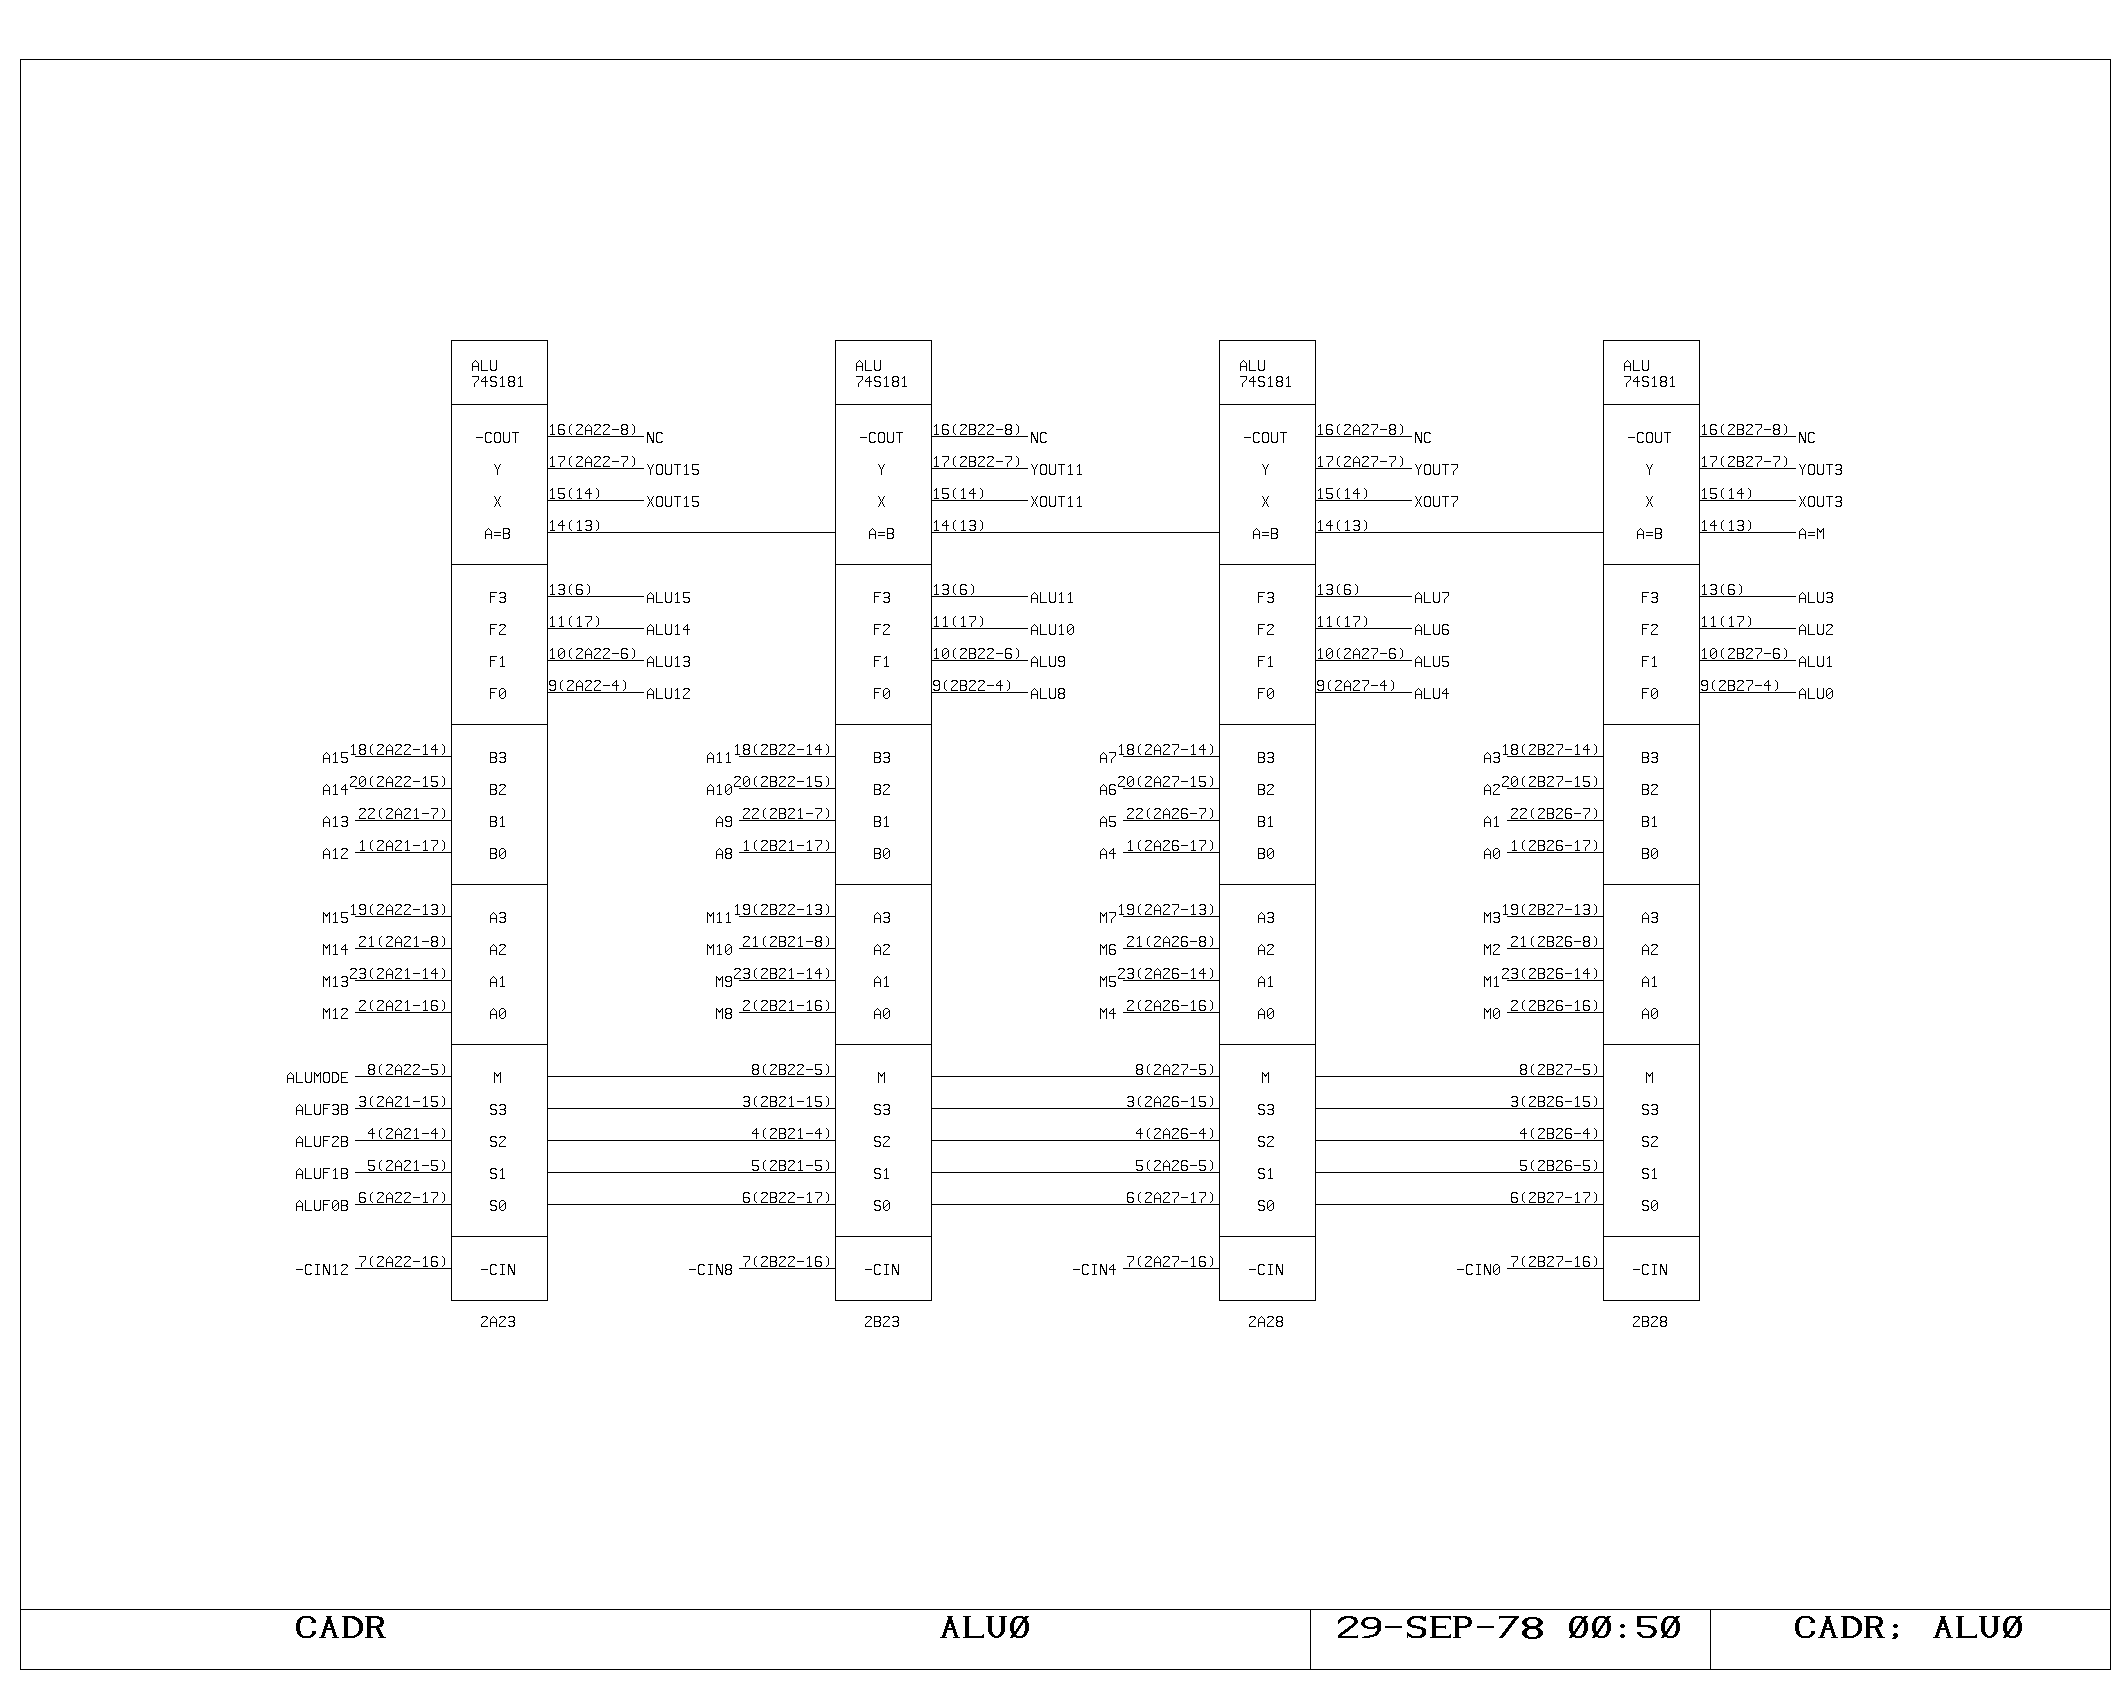 ALU ALU ALU ALU
74S181 74S181 74S181 74S181
-COUT 16(2A22-8) NC -COUT 16(2B22-8) NC -COUT 16(2A27-8) NC -COUT 16(2B27-8) NC
Y 17(2A22-7) YOUT15 Y 17(2B22-7) YOUT11 Y 17(2A27-7) YOUT7 Y 17(2B27-7) YOUT3
X 15(14) XOUT15 X 15(14) XOUT11 X 15(14) XOUT7 X 15(14) XOUT3
A=B 14(13) A=B 14(13) A=B 14(13) A=B 14(13) A=M
F3 13(6) ALU15 F3 13(6) ALU11 F3 13(6) ALU7 F3 13(6) ALU3
F2 11(17) ALU14 F2 11(17) ALU10 F2 11(17) ALU6 F2 11(17) ALU2
F1 10(2A22-6) ALU13 F1 10(2B22-6) ALU9 F1 10(2A27-6) ALU5 F1 10(2B27-6) ALU1
F0 9(2A22-4) ALU12 F0 9(2B22-4) ALU8 F0 9(2A27-4) ALU4 F0 9(2B27-4) ALU0
A15 18(2A22-14) B3 A11 18(2B22-14) B3 A7 18(2A27-14) B3 A3 18(2B27-14) B3
A14 20(2A22-15) B2 A10 20(2B22-15) B2 A6 20(2A27-15) B2 A2 20(2B27-15) B2
A13 22(2A21-7) B1 A9 22(2B21-7) B1 A5 22(2A26-7) B1 A1 22(2B26-7) B1
A12 1(2A21-17) B0 A8 1(2B21-17) B0 A4 1(2A26-17) B0 A0 1(2B26-17) B0
M15 19(2A22-13) A3 M11 19(2B22-13) A3 M7 19(2A27-13) A3 M3 19(2B27-13) A3
M14 21(2A21-8) A2 M10 21(2B21-8) A2 M6 21(2A26-8) A2 M2 21(2B26-8) A2
M13 23(2A21-14) A1 M9 23(2B21-14) A1 M5 23(2A26-14) A1 M1 23(2B26-14) A1
M12 2(2A21-16) A0 M8 2(2B21-16) A0 M4 2(2A26-16) A0 M0 2(2B26-16) A0
ALUMODE 8(2A22-5) M 8(2B22-5) M 8(2A27-5) M 8(2B27-5) M
ALUF3B 3(2A21-15) S3 3(2B21-15) S3 3(2A26-15) S3 3(2B26-15) S3
ALUF2B 4(2A21-4) S2 4(2B21-4) S2 4(2A26-4) S2 4(2B26-4) S2
ALUF1B 5(2A21-5) S1 5(2B21-5) S1 5(2A26-5) S1 5(2B26-5) S1
ALUF0B 6(2A22-17) S0 6(2B22-17) S0 6(2A27-17) S0 6(2B27-17) S0
-CIN12 7(2A22-16) -CIN -CIN8 7(2B22-16) -CIN -CIN4 7(2A27-16) -CIN -CIN0 7(2B27-16) -CIN
2A23 2B23 2A28 2B28
CADR ALUØ 29-SEP-78 ØØ:5Ø CADR; ALUØ